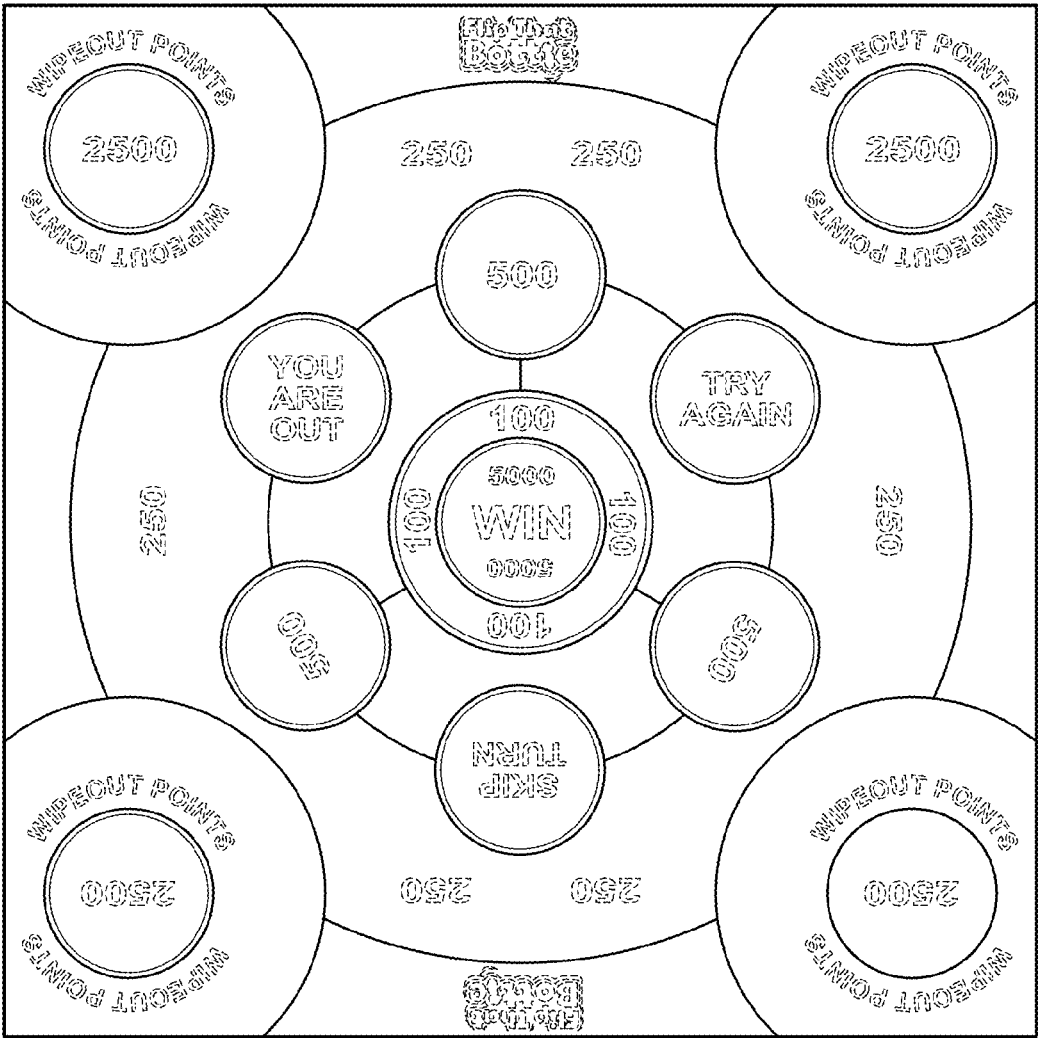 Flip That
Bottle
WIPEOUT POINTS
2500
WIPEOUT POINTS
WIPEOUT POINTS
2500
WIPEOUT POINTS
250
250
500
YOU
ARE
OUT
TRY
AGAIN
250
100
100
5000
WIN
5000
100
100
250
500
500
SKIP
TURN
250
250
WIPEOUT POINTS
2500
WIPEOUT POINTS
WIPEOUT POINTS
2500
WIPEOUT POINTS
Flip that
Bottle